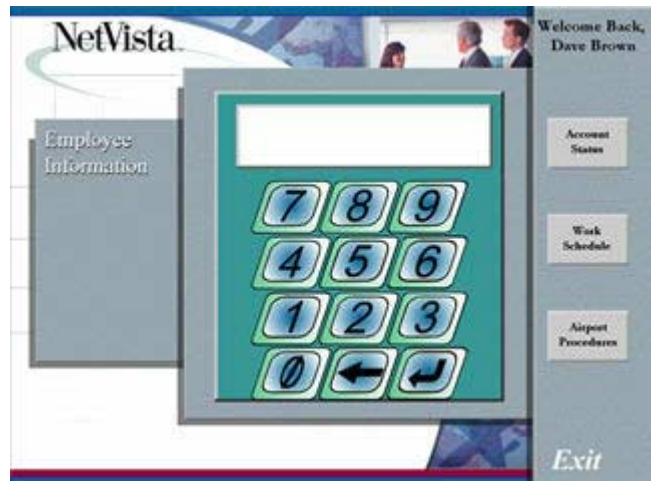 NetVista
Welcome Back,
Dave Brown
Employee
Information
Account
Status
Work
Schedule
Airport
Procedures
7 8 9
4 5 6
1 2 3
0
Exit